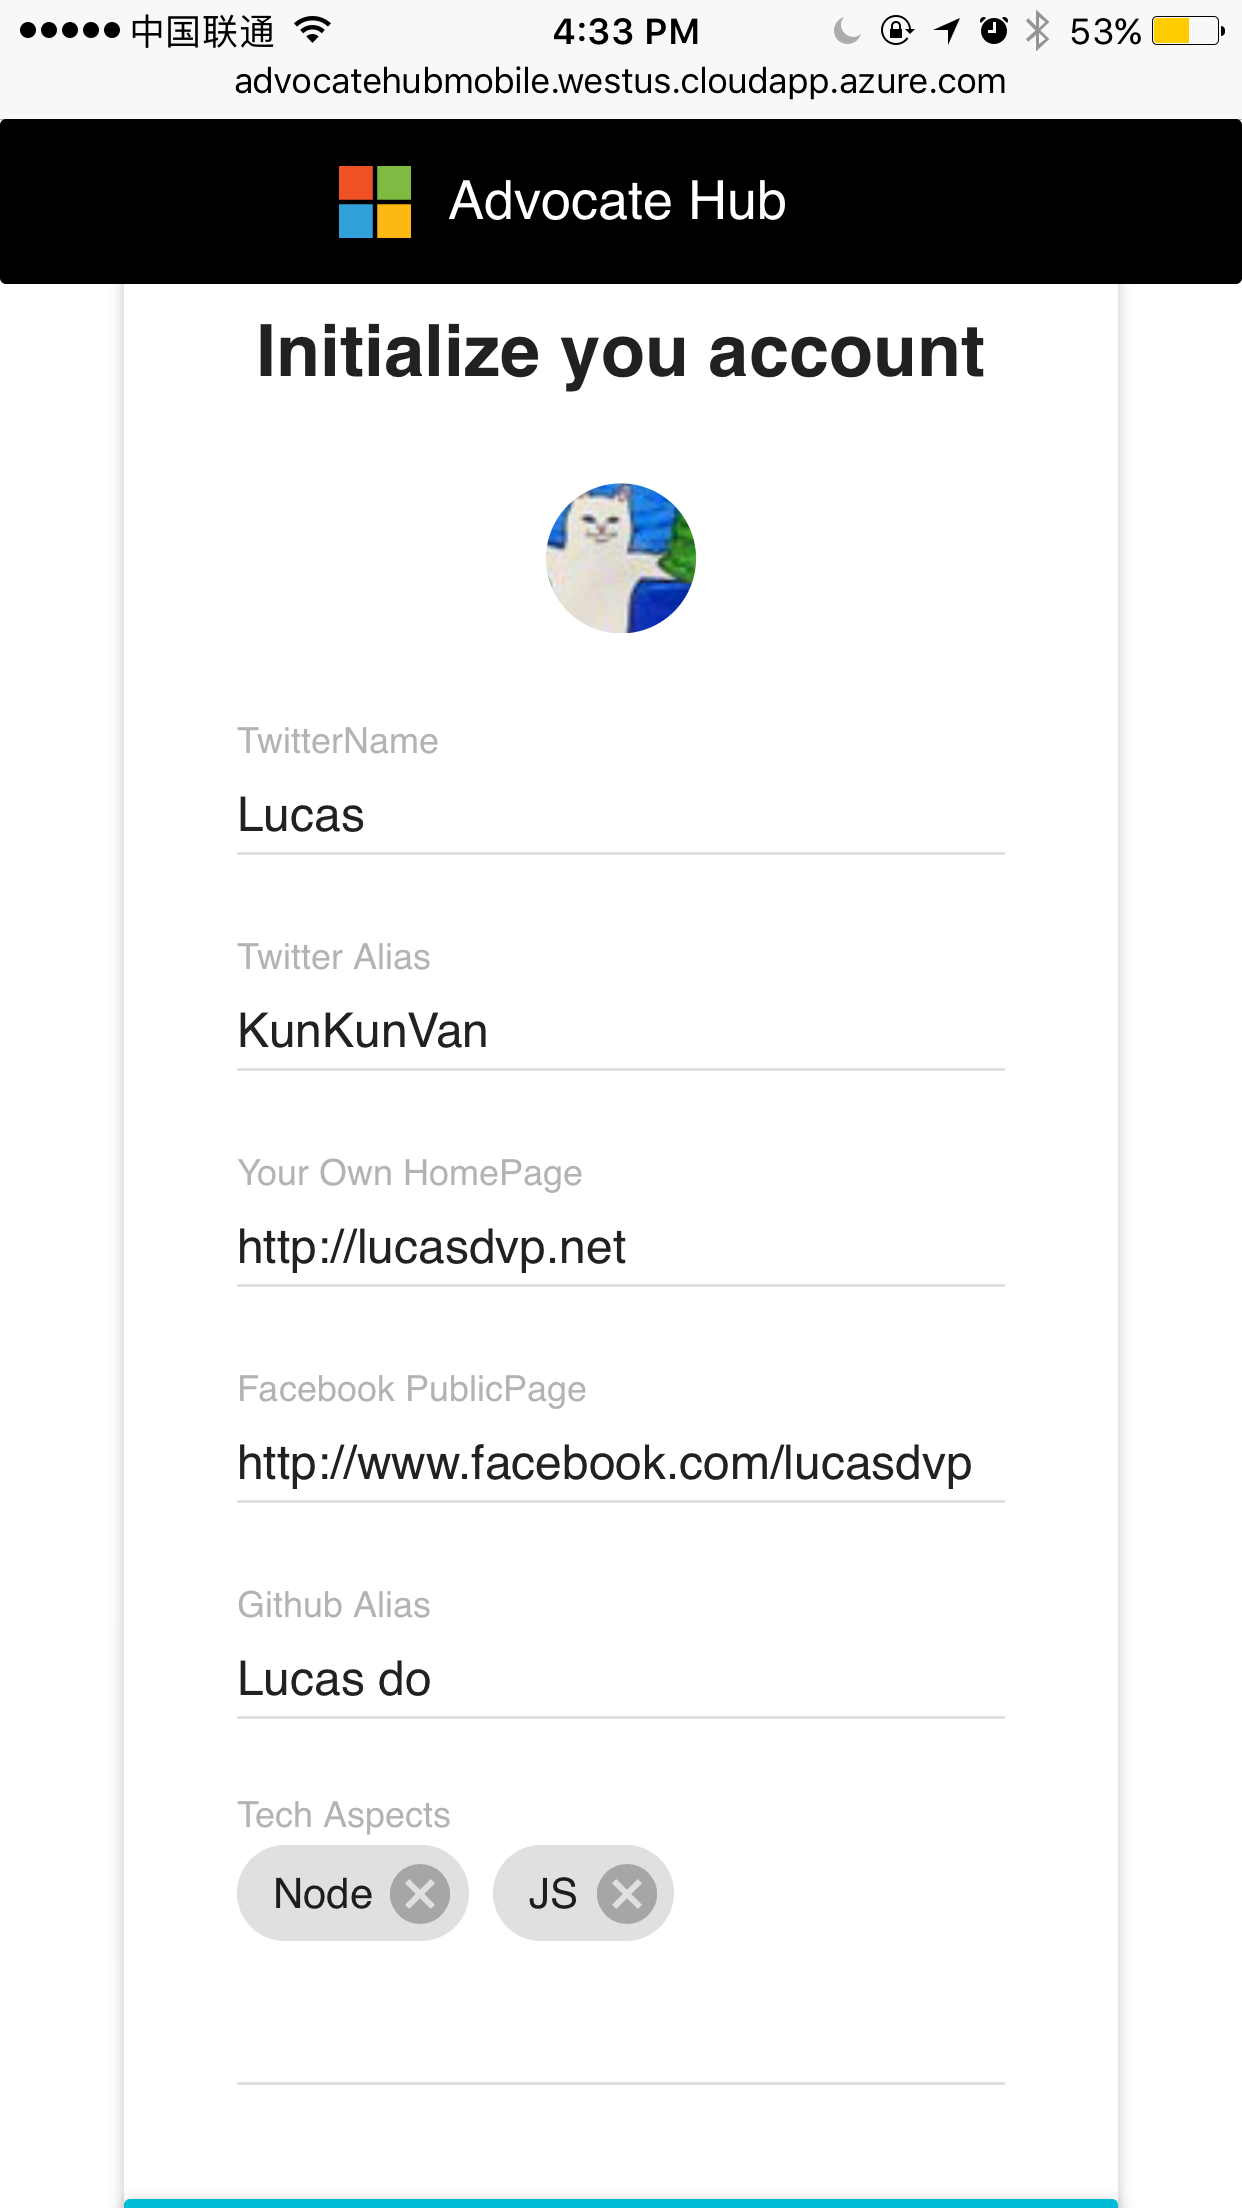 中国联通 4:33 PM 53%
advocatehubmobile.westus.cloudapp.azure.com
Advocate Hub
Initialize you account
TwitterName
Lucas
Twitter Alias
KunKunVan
Your Own HomePage
http://lucasdvp.net
Facebook PublicPage
http://www.facebook.com/lucasdvp
Github Alias
Lucas do
Tech Aspects
Node JS